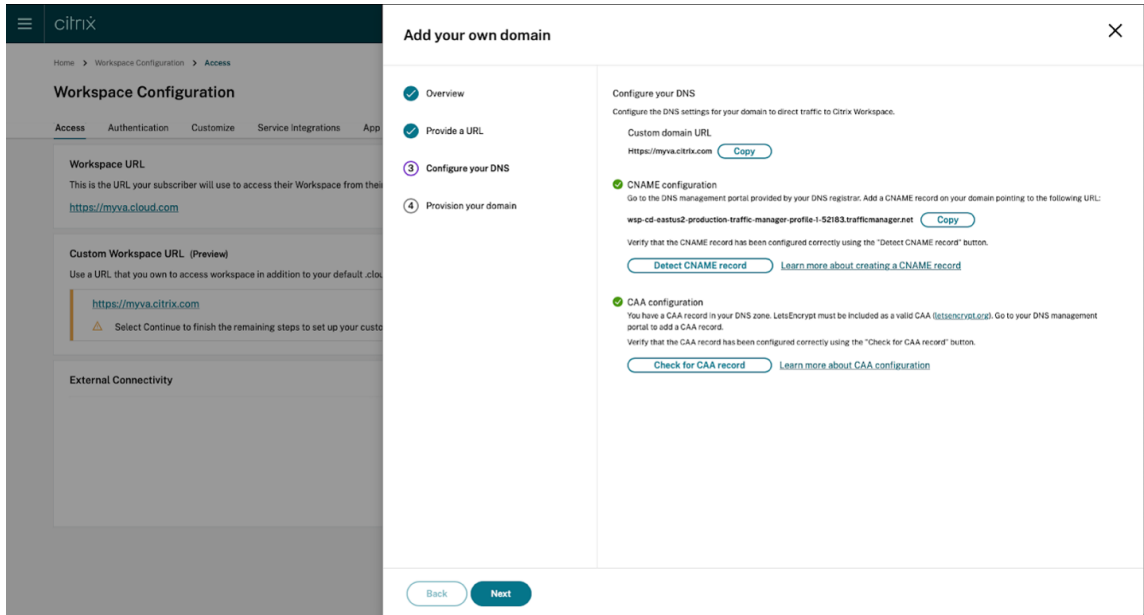 citrix
Home > Workspace Configuration > Access
Workspace Configuration
Access Authentication Customize Service Integrations App
Workspace URL
This is the URL your subscriber will use to access their Workspace from thei
https://myva.cloud.com
Custom Workspace URL (Preview)
Use a URL that you own to access workspace in addition to your default .clou
https://myva.citrix.com
Select Continue to finish the remaining steps to set up your custo
External Connectivity
Add your own domain
Overview
Provide a URL
3 Configure your DNS
4 Provision your domain
Configure your DNS
Configure the DNS settings for your domain to direct traffic to Citrix Workspace.
Custom domain URL
Https://myva.citrix.com Copy
CNAME configuration
Go to the DNS management portal provided by your DNS registrar. Add a CNAME record on your domain pointing to the following URL:
wsp-cd-eastus2-production-traffic-manager-profile-1-52183.trafficmanager.net Copy
Verify that the CNAME record has been configured correctly using the "Detect CNAME record" button.
Detect CNAME record Learn more about creating a CNAME record
CAA configuration
You have a CAA record in your DNS zone. LetsEncrypt must be included as a valid CAA (letsencrypt.org). Go to your DNS management
portal to add a CAA record.
Verify that the CAA record has been configured correctly using the "Check for CAA record" button.
Check for CAA record Learn more about CAA configuration
Back Next